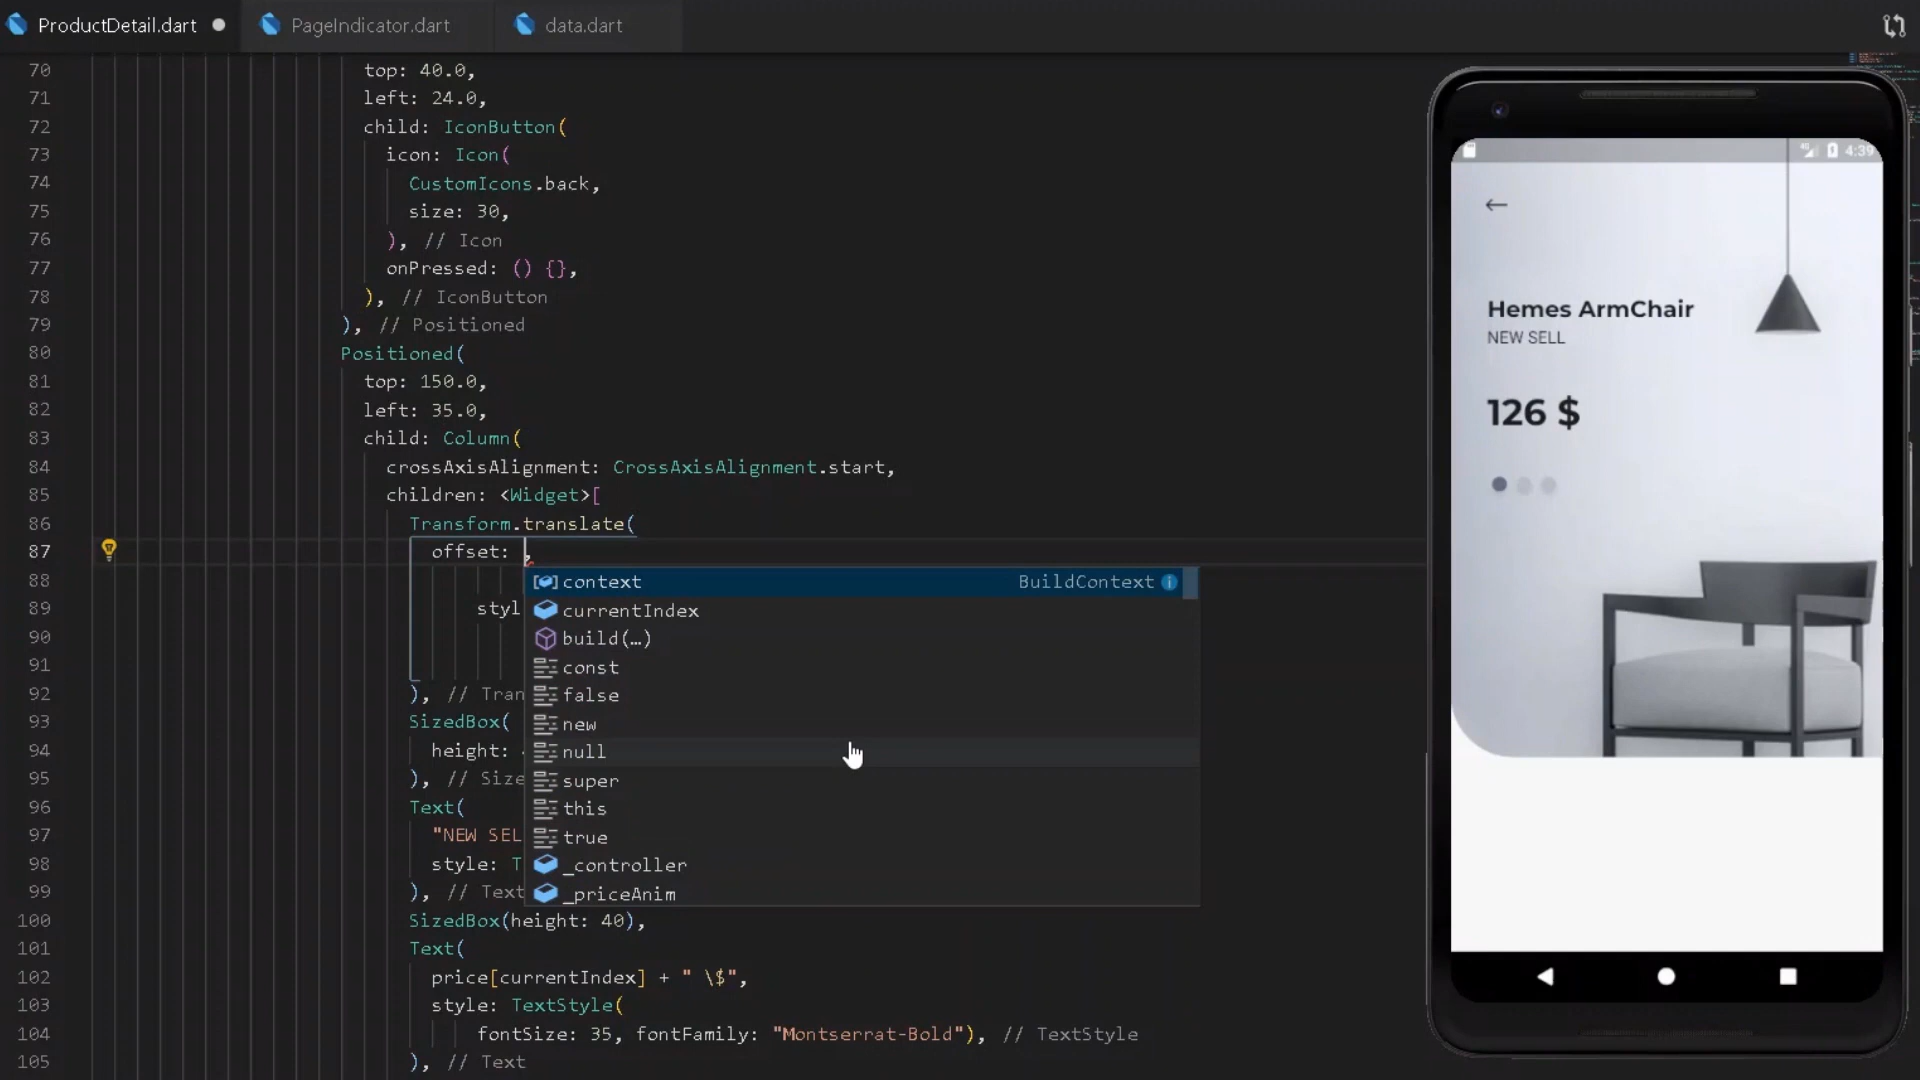 ProductDetail.dart
PageIndicator.dart
data.dart
70 top: 40.0,
71 left: 24.0,
72 child: IconButton(
73 icon: Icon(
74 CustomIcons.back,
75 size: 30,
76 ), // Icon
77 onPressed: () {},
78 ), // IconButton
79 ), // Positioned
80 Positioned(
81 top: 150.0,
82 left: 35.0,
83 child: Column(
84 crossAxisAlignment: CrossAxisAlignment.start,
85 children: <Widget>[
86 Transform.translate(
87 offset: ,
88
89 styl
90
91
92 ), // Tran
93 SizedBox(
94 height:
95 ), // Size
96 Text(
97 "NEW SEL
98 style: T
99 ), // Text
100 SizedBox(height: 40),
101 Text(
102 price[currentIndex] + " \$",
103 style: TextStyle(
104 fontSize: 35, fontFamily: "Montserrat-Bold"), // TextStyle
105 ), // Text
context BuildContext
currentIndex
build(…)
const
false
new
null
super
this
true
_controller
_priceAnim
4:39
Hemes ArmChair
NEW SELL
126 $